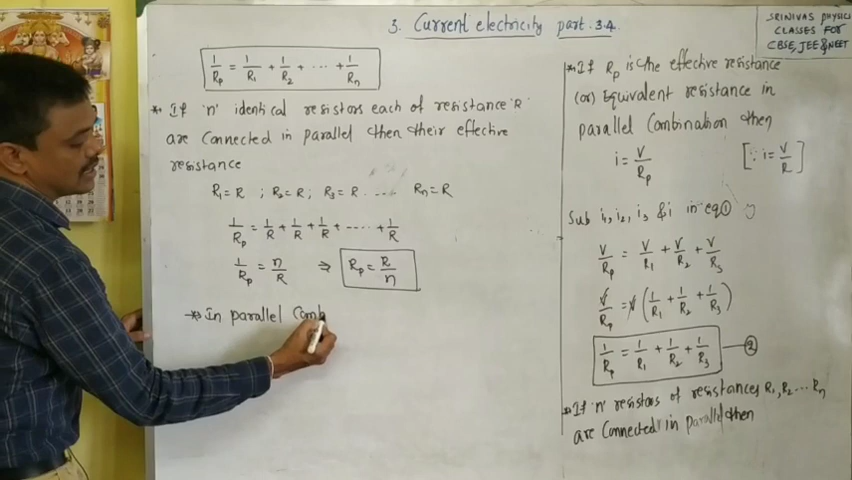 3. Current electricity part. 3.4
SRINIVAS PHYSICS
CLASSES FOR
CBSE, JEE & NEET
1/Rp = 1/R1 + 1/R2 + ... + 1/Rn
* If 'n' identical resistors each of resistance 'R'
are connected in parallel then their effective
resistance
R1 = R ; R2 = R ; R3 = R ..... Rn = R
1/Rp = 1/R + 1/R + 1/R + ..... + 1/R
1/Rp = n/R ⇒ Rp = R/n
* In parallel Comb
* If Rp is the effective resistance
(or) Equivalent resistance in
parallel Combination then
i = V/Rp [∵ i = V/R]
Sub i1, i2, i3 & i in eq ①
V/Rp = V/R1 + V/R2 + V/R3
V/Rp = V (1/R1 + 1/R2 + 1/R3)
1/Rp = 1/R1 + 1/R2 + 1/R3 — ②
* If 'n' resistors of resistances R1, R2 ... Rn
are Connected in parallel then